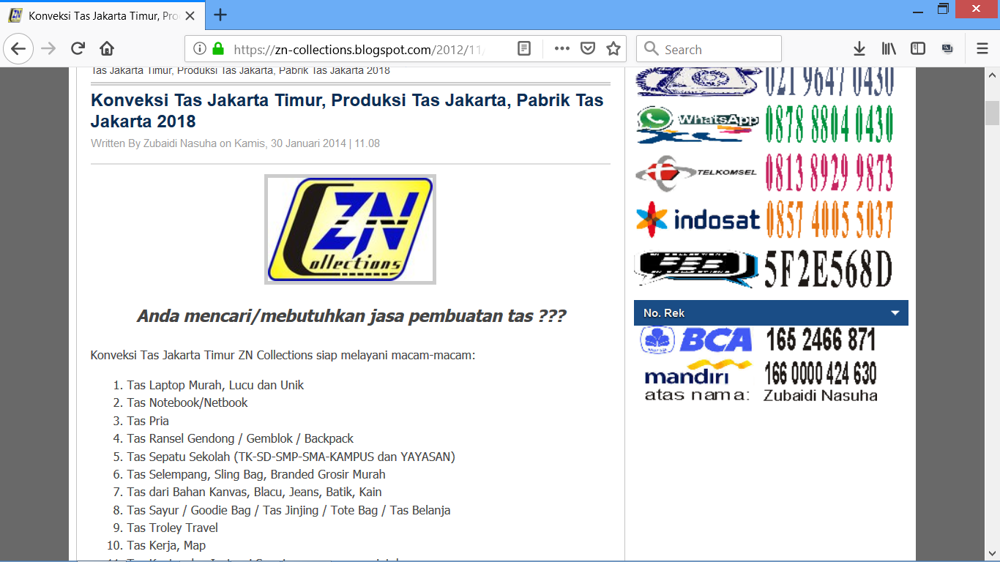 Konveksi Tas Jakarta Timur, Pro
https://zn-collections.blogspot.com/2012/11/
Search
Tas Jakarta Timur, Produksi Tas Jakarta, Pabrik Tas Jakarta 2018
Konveksi Tas Jakarta Timur, Produksi Tas Jakarta, Pabrik Tas
Jakarta 2018
Written By Zubaidi Nasuha on Kamis, 30 Januari 2014 | 11.08
ZN
Collections
Anda mencari/mebutuhkan jasa pembuatan tas ???
Konveksi Tas Jakarta Timur ZN Collections siap melayani macam-macam:
1. Tas Laptop Murah, Lucu dan Unik
2. Tas Notebook/Netbook
3. Tas Pria
4. Tas Ransel Gendong / Gemblok / Backpack
5. Tas Sepatu Sekolah (TK-SD-SMP-SMA-KAMPUS dan YAYASAN)
6. Tas Selempang, Sling Bag, Branded Grosir Murah
7. Tas dari Bahan Kanvas, Blacu, Jeans, Batik, Kain
8. Tas Sayur / Goodie Bag / Tas Jinjing / Tote Bag / Tas Belanja
9. Tas Troley Travel
10. Tas Kerja, Map
021 9647 0430
WhatsApp XL 0878 8804 0430
TELKOMSEL 0813 8929 9873
indosat 0857 4005 5037
5F2E568D
No. Rek
BCA 165 2466 871
mandiri 166 0000 424 630
atas nama: Zubaidi Nasuha